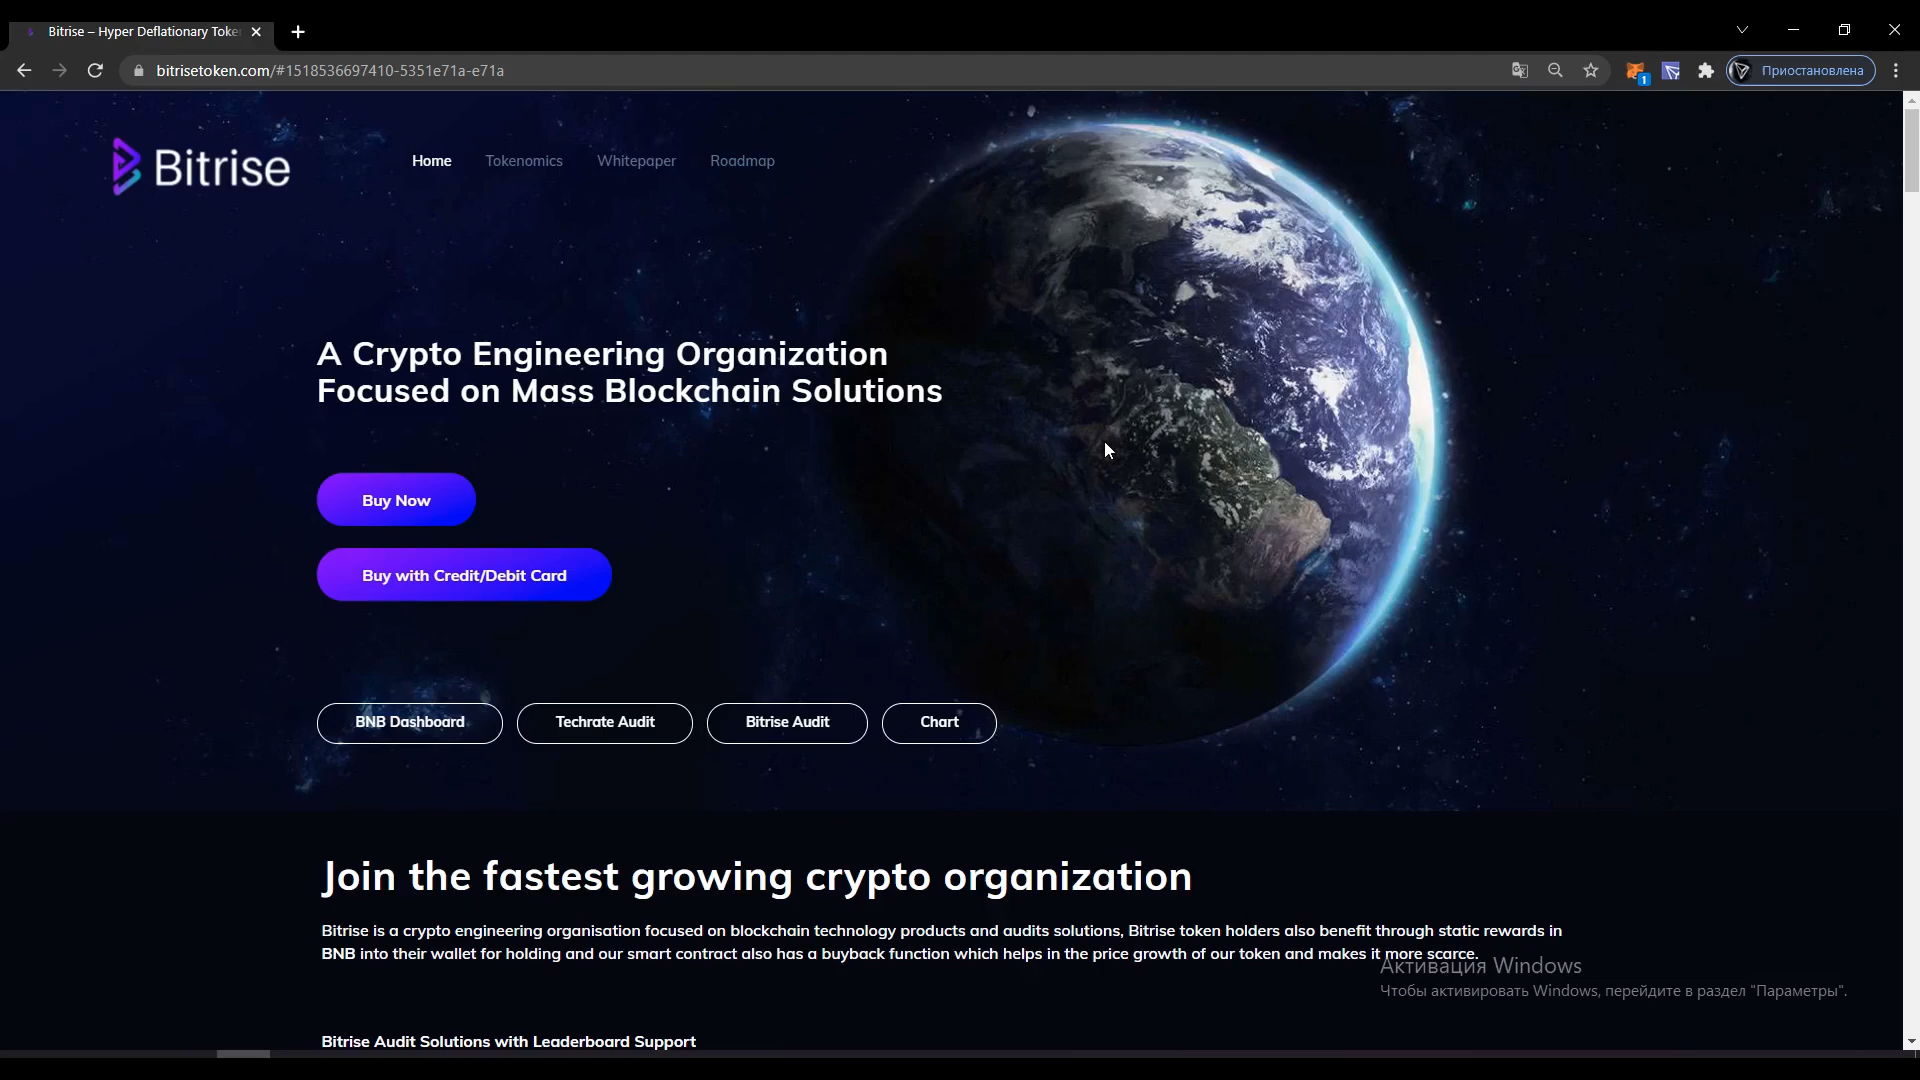 Bitrise – Hyper Deflationary Toke
bitrisetoken.com/#1518536697410-5351e71a-e71a
1
Приостановлена
Bitrise
Home
Tokenomics
Whitepaper
Roadmap
A Crypto Engineering Organization
Focused on Mass Blockchain Solutions
Buy Now
Buy with Credit/Debit Card
BNB Dashboard
Techrate Audit
Bitrise Audit
Chart
Join the fastest growing crypto organization
Bitrise is a crypto engineering organisation focused on blockchain technology products and audits solutions, Bitrise token holders also benefit through static rewards in
BNB into their wallet for holding and our smart contract also has a buyback function which helps in the price growth of our token and makes it more scarce.
Активация Windows
Чтобы активировать Windows, перейдите в раздел "Параметры".
Bitrise Audit Solutions with Leaderboard Support